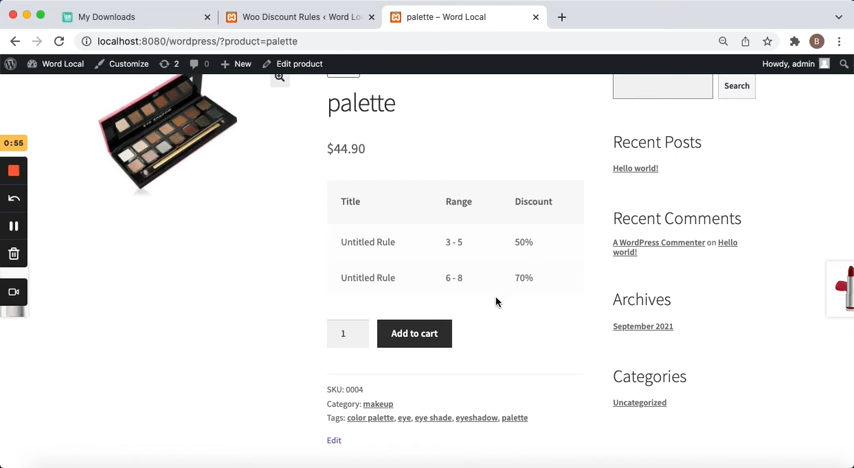 My Downloads
Woo Discount Rules ‹ Word Lo
palette – Word Local
localhost:8080/wordpress/?product=palette
B
Word Local
Customize
2
0
New
Edit product
Howdy, admin
palette
$44.90
Title Range Discount
Untitled Rule 3 - 5 50%
Untitled Rule 6 - 8 70%
1
Add to cart
SKU: 0004
Category: makeup
Tags: color palette, eye, eye shade, eyeshadow, palette
Edit
Search
Recent Posts
Hello world!
Recent Comments
A WordPress Commenter on Hello
world!
Archives
September 2021
Categories
Uncategorized
0:55